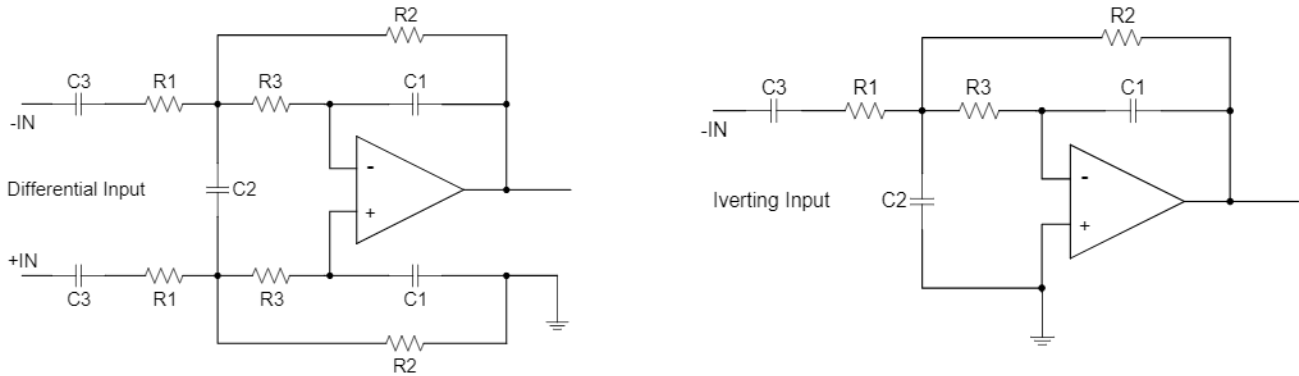 R2
C3 R1 R3 C1
-IN
-
Differential Input
C2
+
+IN
C3 R1 R3 C1
R2
R2
C3 R1 R3 C1
-IN
-
Iverting Input
C2
+